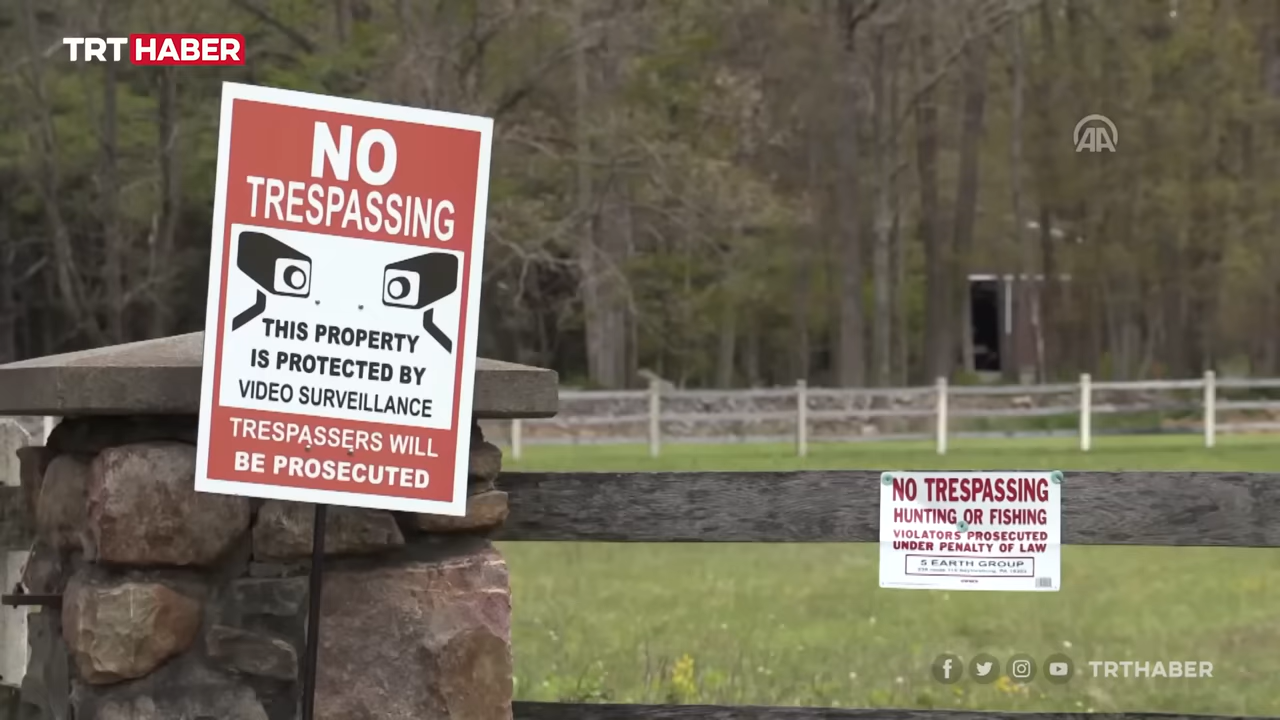 TRT HABER
NO
TRESPASSING
THIS PROPERTY
IS PROTECTED BY
VIDEO SURVEILLANCE
TRESPASSERS WILL
BE PROSECUTED
AA
NO TRESPASSING
HUNTING OR FISHING
VIOLATORS PROSECUTED
UNDER PENALTY OF LAW
5 EARTH GROUP
TRTHABER